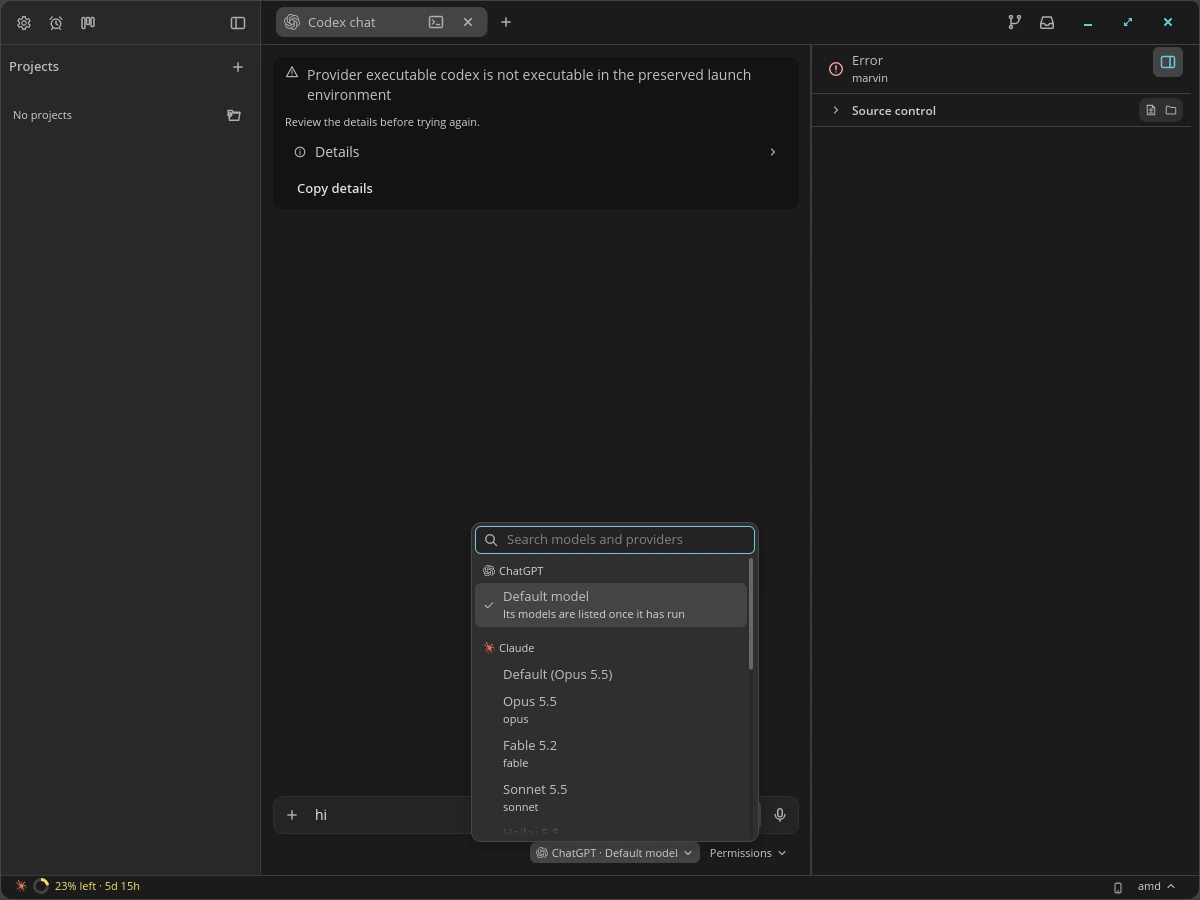 Codex chat
Projects
No projects
Provider executable codex is not executable in the preserved launch
environment
Review the details before trying again.
Details
Copy details
Error
marvin
Source control
Search models and providers
ChatGPT
Default model
Its models are listed once it has run
Claude
Default (Opus 5.5)
Opus 5.5
opus
Fable 5.2
fable
Sonnet 5.5
sonnet
Haiku 5.5
hi
ChatGPT · Default model
Permissions
23% left · 5d 15h
amd